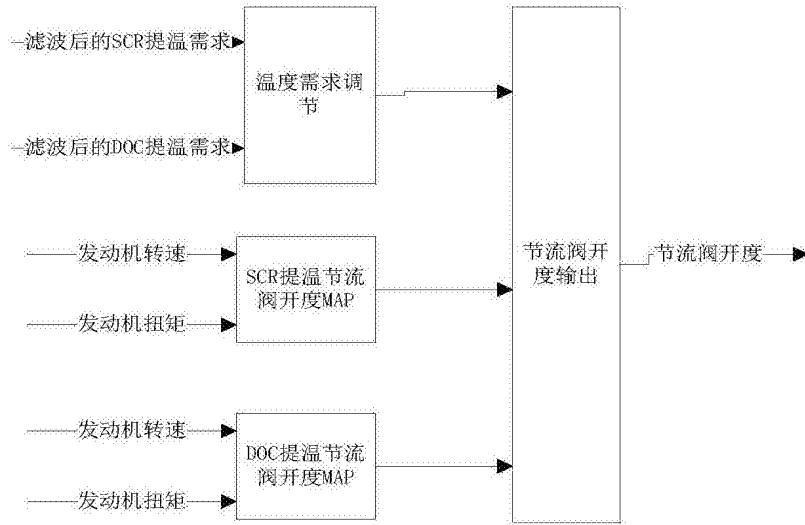 滤波后的SCR提温需求
温度需求调
节
滤波后的DOC提温需求
发动机转速
SCR提温节流
阀开度MAP
发动机扭矩
节流阀开
度输出
节流阀开度
发动机转速
DOC提温节流
阀开度MAP
发动机扭矩